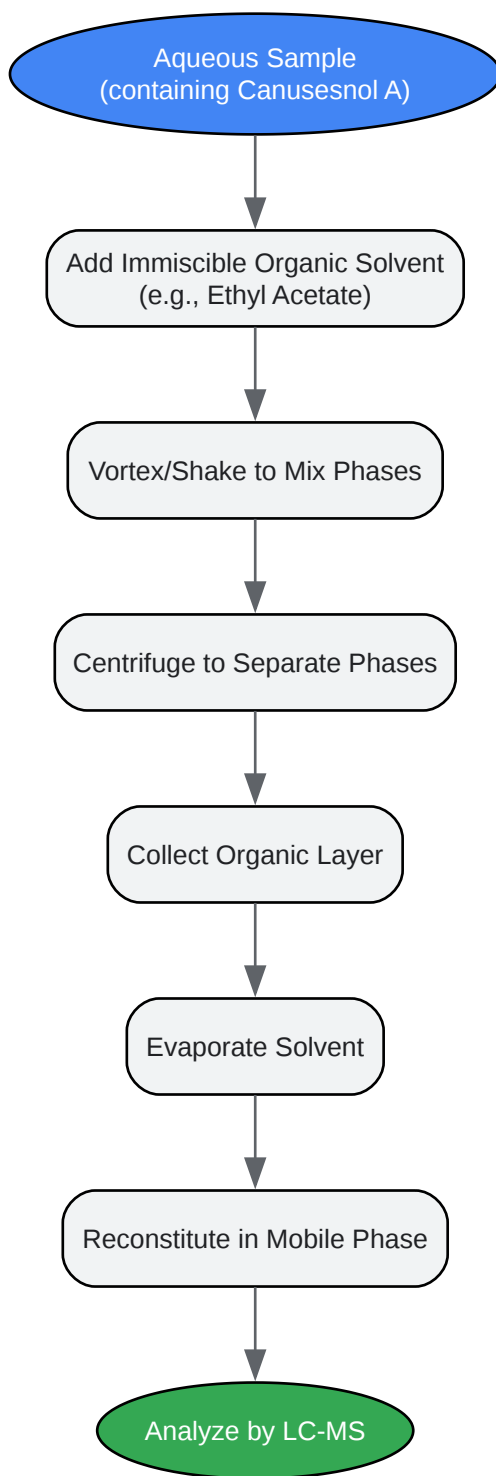 Aqueous Sample
(containing Canusesnol A)
Add Immiscible Organic Solvent
(e.g., Ethyl Acetate)
Vortex/Shake to Mix Phases
Centrifuge to Separate Phases
Collect Organic Layer
Evaporate Solvent
Reconstitute in Mobile Phase
Analyze by LC-MS